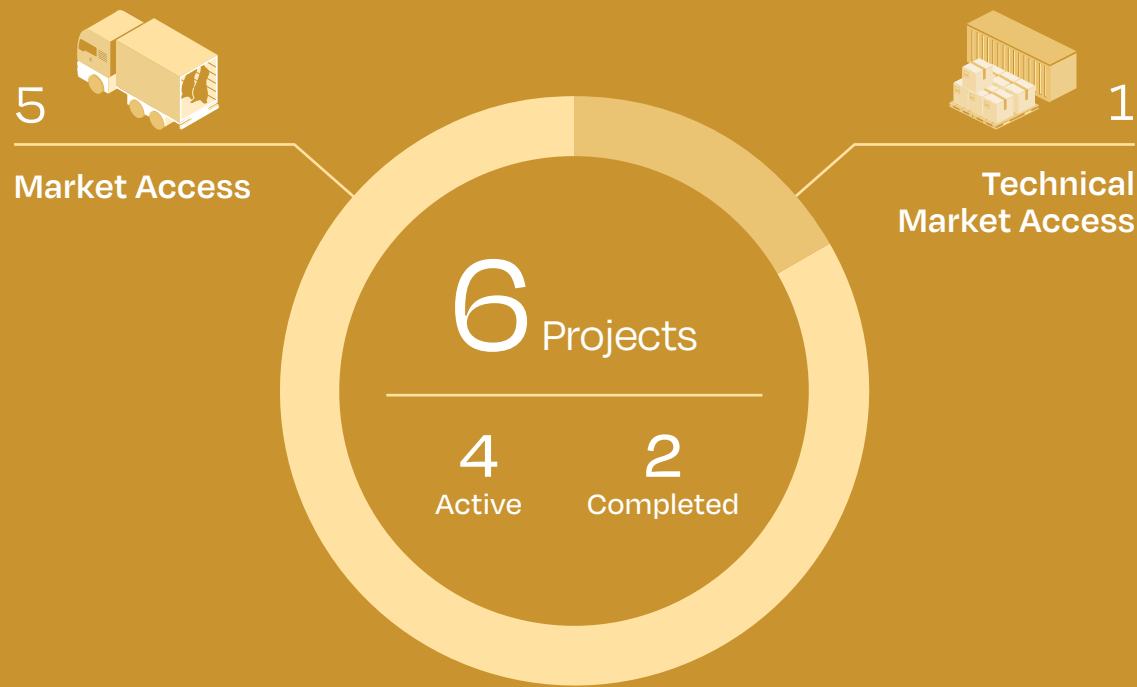 5
Market Access
1
Technical
Market Access
6 Projects
4
Active
2
Completed